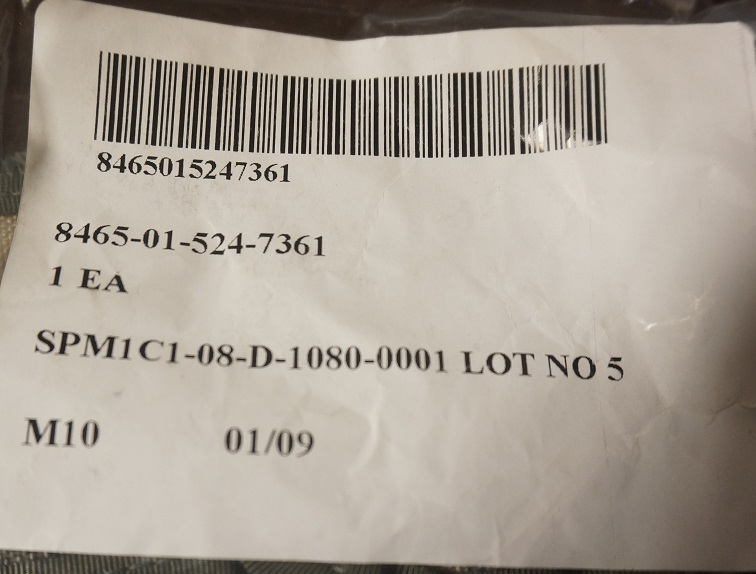 8465015247361
8465-01-524-7361
1 EA
SPM1C1-08-D-1080-0001 LOT NO 5
M10 01/09